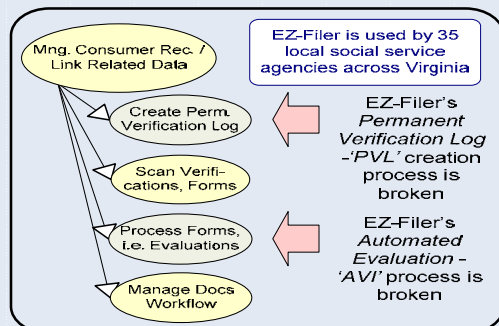 Mng. Consumer Rec. /
Link Related Data
EZ-Filer is used by 35
local social service
agencies across Virginia
Create Perm.
Verification Log
EZ-Filer's
Permanent
Verification Log
-'PVL' creation
process is
broken
Scan Verifi-
cations, Forms
Process Forms,
i.e. Evaluations
EZ-Filer's
Automated
Evaluation –
'AVI' process is
broken
Manage Docs
Workflow